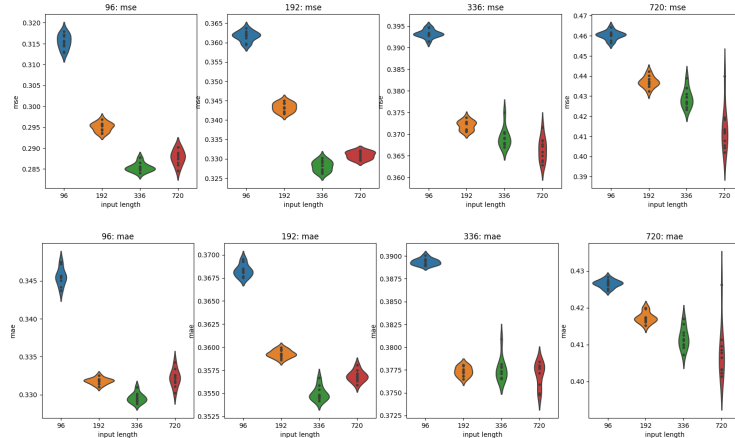 96: mse
0.320
0.315
0.310
0.305
0.300
0.295
0.290
0.285
mse
96 192 336 720
input length
192: mse
0.365
0.360
0.355
0.350
0.345
0.340
0.335
0.330
0.325
mse
96 192 336 720
input length
336: mse
0.395
0.390
0.385
0.380
0.375
0.370
0.365
0.360
mse
96 192 336 720
input length
720: mse
0.47
0.46
0.45
0.44
0.43
0.42
0.41
0.40
0.39
mse
96 192 336 720
input length
96: mae
0.345
0.340
0.335
0.330
mae
96 192 336 720
input length
192: mae
0.3700
0.3675
0.3650
0.3625
0.3600
0.3575
0.3550
0.3525
mae
96 192 336 720
input length
336: mae
0.3900
0.3875
0.3850
0.3825
0.3800
0.3775
0.3750
0.3725
mae
96 192 336 720
input length
720: mae
0.43
0.42
0.41
0.40
mae
96 192 336 720
input length